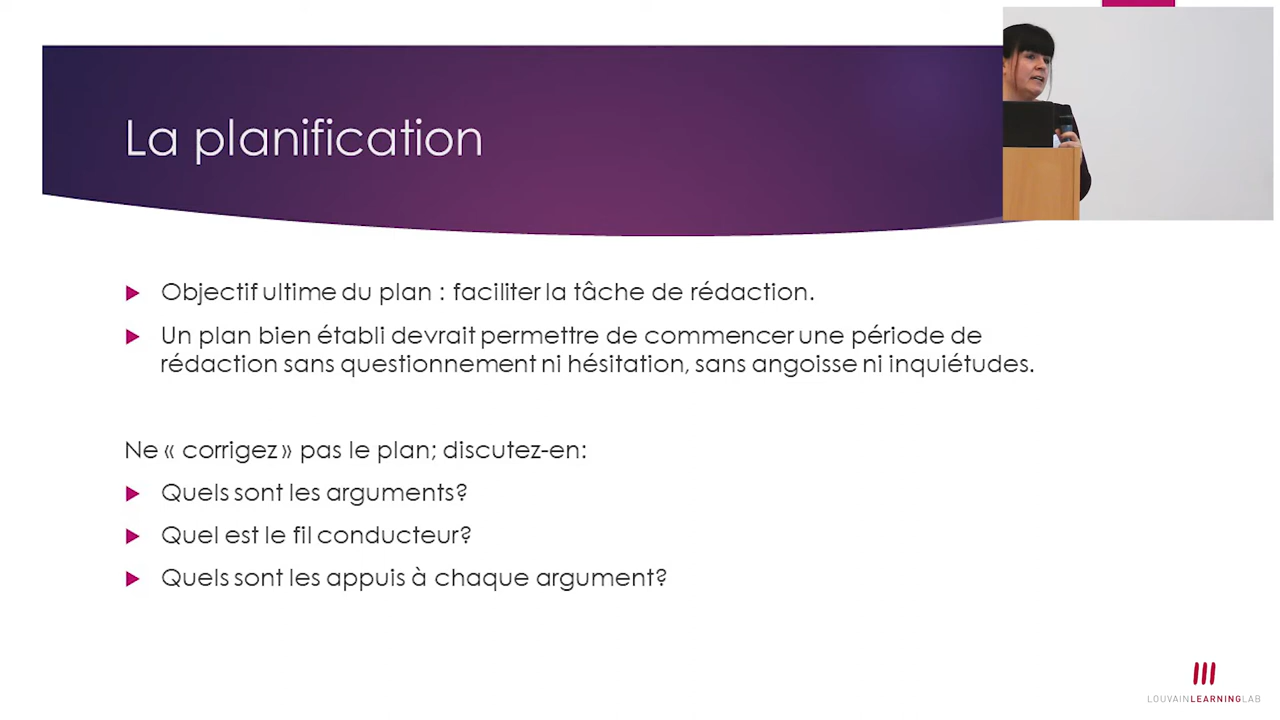 La planification
Objectif ultime du plan : faciliter la tâche de rédaction.
Un plan bien établi devrait permettre de commencer une période de
rédaction sans questionnement ni hésitation, sans angoisse ni inquiétudes.
Ne « corrigez » pas le plan; discutez-en:
Quels sont les arguments?
Quel est le fil conducteur?
Quels sont les appuis à chaque argument?
LOUVAINLEARNINGLAB